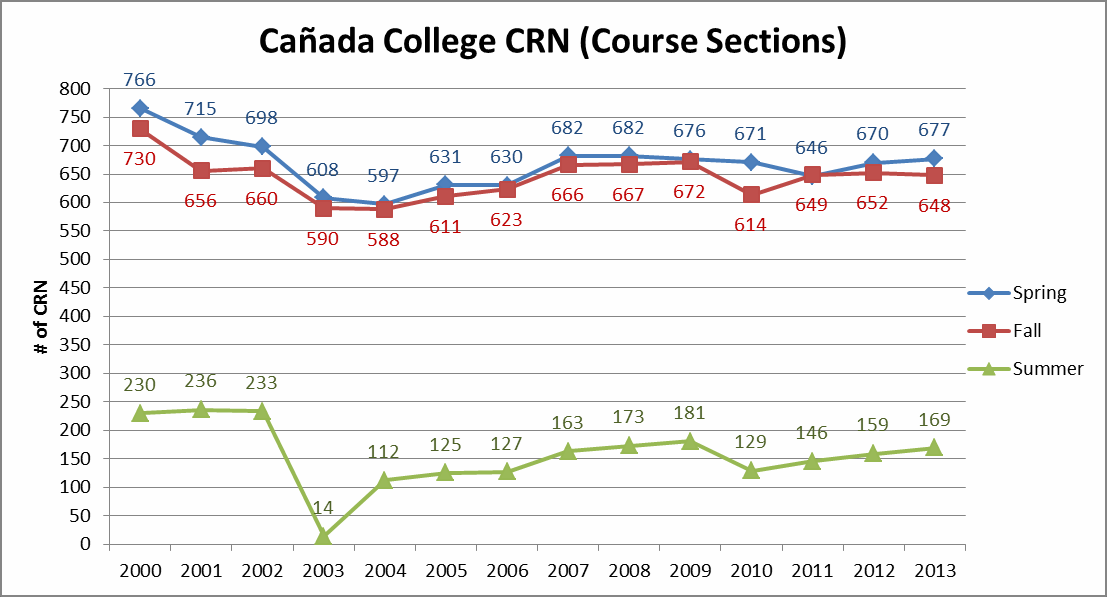 Cañada College CRN (Course Sections)
# of CRN
800
750
700
650
600
550
500
450
400
350
300
250
200
150
100
50
0
766 715 698 608 597 631 630 682 682 676 671 646 670 677
730 656 660 590 588 611 623 666 667 672 614 649 652 648
230 236 233 14 112 125 127 163 173 181 129 146 159 169
2000 2001 2002 2003 2004 2005 2006 2007 2008 2009 2010 2011 2012 2013
Spring
Fall
Summer